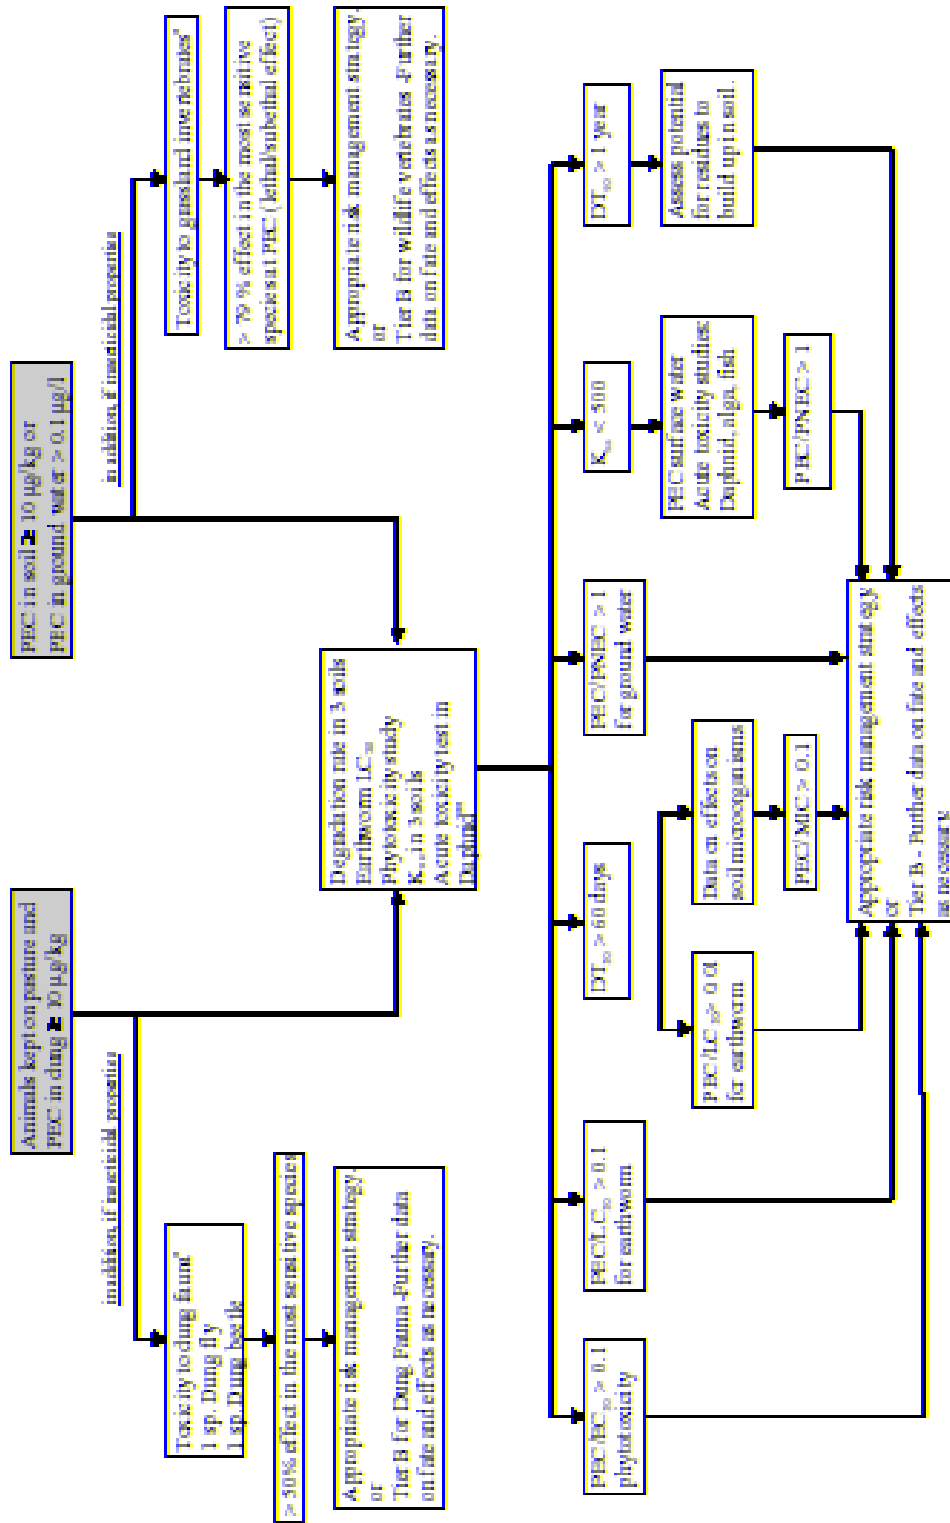 Animals kept on pasture and
PEC in dung ≥ 10 µg/kg
PEC in soil ≥ 10 µg/kg or
PEC in ground water > 0.1 µg/l
in addition, if insecticidal properties
in addition, if insecticidal properties
Toxicity to dung fauna*
1 sp. Dung fly
1 sp. Dung beetle
> 50% effect in the most sensitive species
Appropriate risk management strategy.
or
Tier B for Dung Fauna -Further data
on fate and effects as necessary.
Toxicity to grassland invertebrates*
effect in the most sensitive
species at PEC (lethal/sublethal effect)
Appropriate risk management strategy.
or
Tier B for wildlife vertebrates -Further
data on fate and effects as necessary.
Degradation rate in 3 soils
Earthworm LC₅₀
Phytotoxicity study
in 3 soils
Acute toxicity test in
Daphnid**
PEC/EC₅₀ > 0.1
phytotoxicity
PEC/LC₅₀ > 0.1
for earthworm
DT₅₀ > 60 days
PEC/PNEC > 1
for ground water
< 500
> 1 year
PEC/LC₅₀ > 0.01
for earthworm
Data on effects on
soil microorganisms
PEC/MIC > 0.1
PEC surface water
Acute toxicity studies:
Daphnid, alga, fish
PEC/PNEC > 1
Assess potential
for residues to
build up in soil.
Appropriate risk management strategy
or
Tier B - Further data on fate and effects
as necessary.